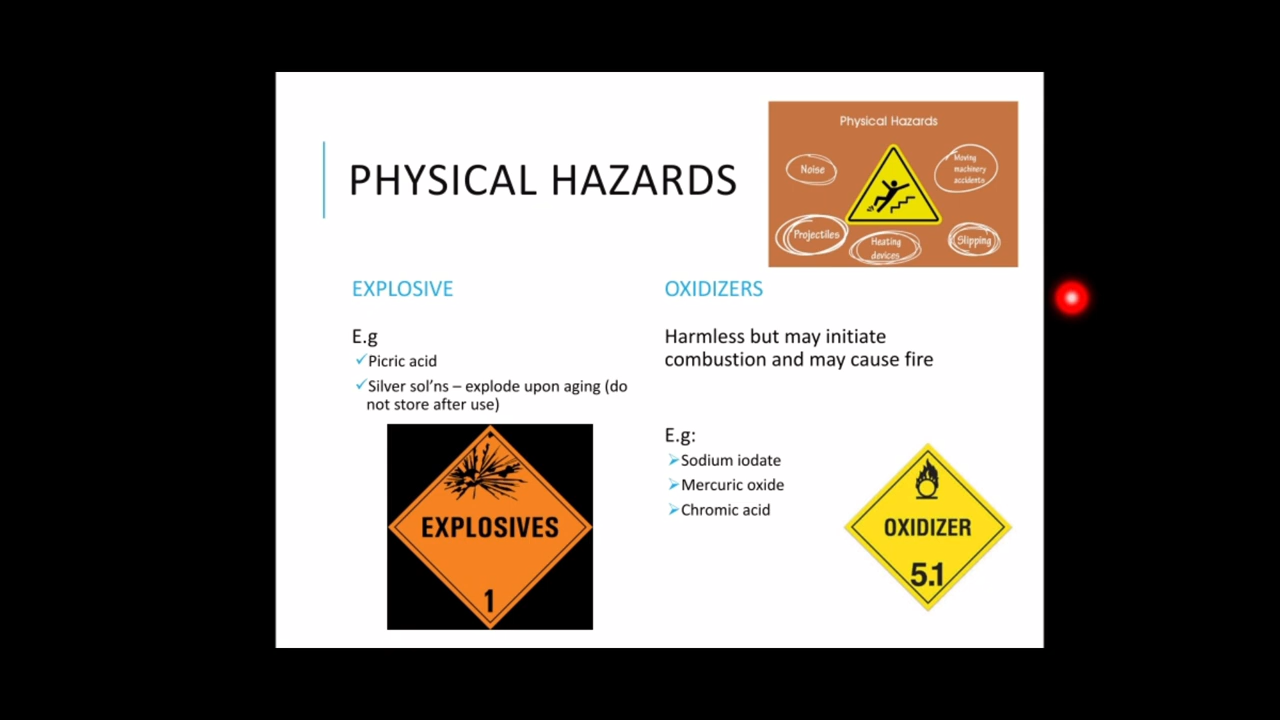 PHYSICAL HAZARDS
Physical Hazards
Noise
Moving
machinery
accidents
Projectiles
Heating
devices
Slipping
EXPLOSIVE
E.g
Picric acid
Silver sol'ns – explode upon aging (do
not store after use)
EXPLOSIVES
1
OXIDIZERS
Harmless but may initiate
combustion and may cause fire
E.g:
Sodium iodate
Mercuric oxide
Chromic acid
OXIDIZER
5.1